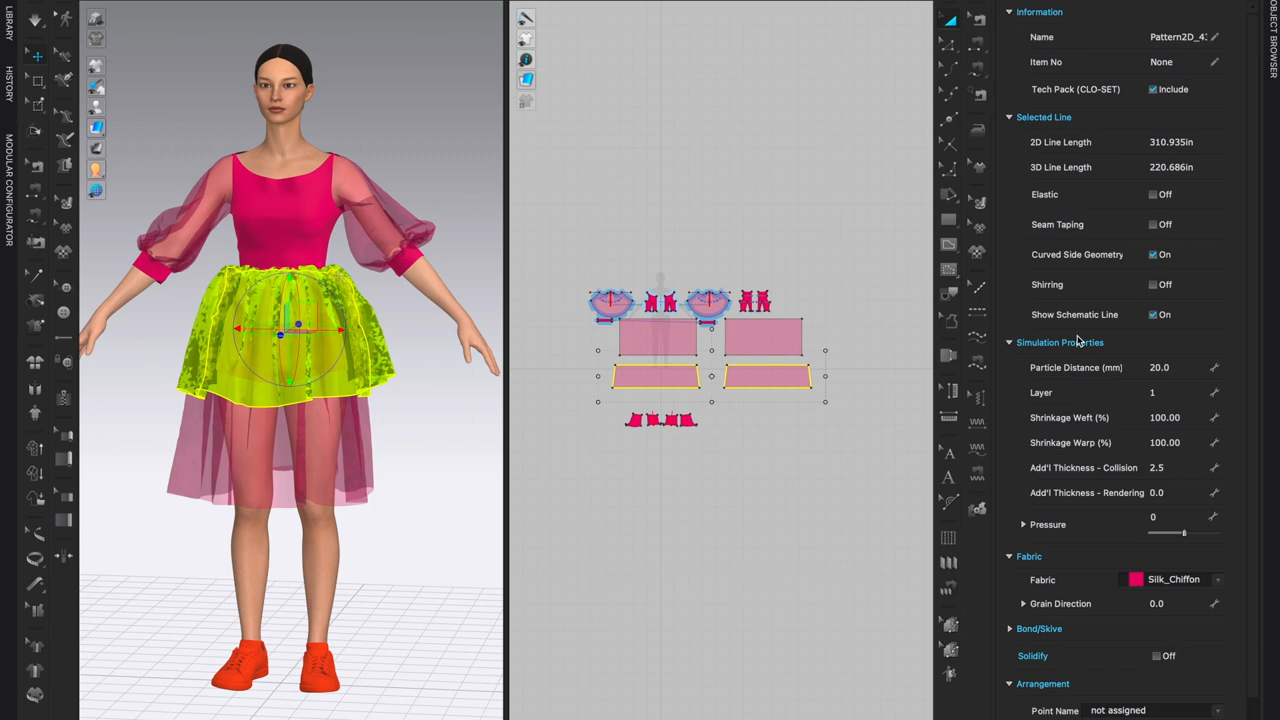 LIBRARY
HISTORY
MODULAR CONFIGURATOR
Information
Name Pattern2D_4
Item No None
Tech Pack (CLO-SET) Include
Selected Line
2D Line Length 310.935in
3D Line Length 220.686in
Elastic Off
Seam Taping Off
Curved Side Geometry On
Shirring Off
Show Schematic Line On
Simulation Properties
Particle Distance (mm) 20.0
Layer 1
Shrinkage Weft (%) 100.00
Shrinkage Warp (%) 100.00
Add'l Thickness - Collision 2.5
Add'l Thickness - Rendering 0.0
Pressure 0
Fabric
Fabric Silk_Chiffon
Grain Direction 0.0
Bond/Skive
Solidify Off
Arrangement
Point Name not assigned
OBJECT BROWSER